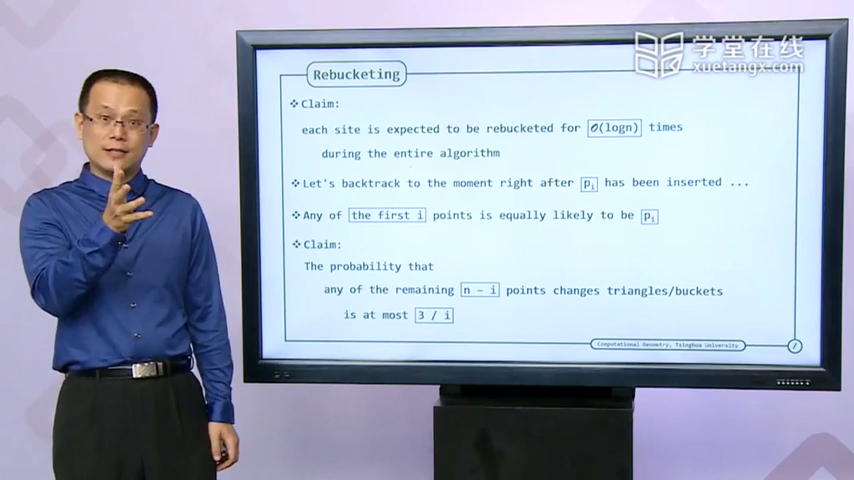 学堂在线
xuetangx.com
Rebucketing
❖Claim:
each site is expected to be rebucketed for O(logn) times
during the entire algorithm
❖Let's backtrack to the moment right after pi has been inserted ...
❖Any of the first i points is equally likely to be pi
❖Claim:
The probability that
any of the remaining n - i points changes triangles/buckets
is at most 3 / i
Computational Geometry, Tsinghua University